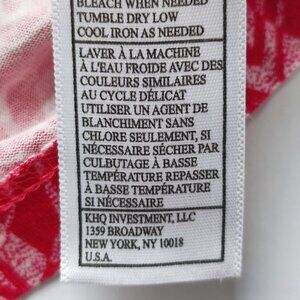 BLEACH WHEN NEEDED
TUMBLE DRY LOW
COOL IRON AS NEEDED
LAVER À LA MACHINE
À L'EAU FROIDE AVEC DES
COULEURS SIMILAIRES
AU CYCLE DÉLICAT
UTILISER UN AGENT DE
BLANCHIMENT SANS
CHLORE SEULEMENT, SI
NÉCESSAIRE SÉCHER PAR
CULBUTAGE À BASSE
TEMPÉRATURE REPASSER
À BASSE TEMPÉRATURE
SI NÉCESSAIRE
KHQ INVESTMENT, LLC
1359 BROADWAY
NEW YORK, NY 10018
U.S.A.